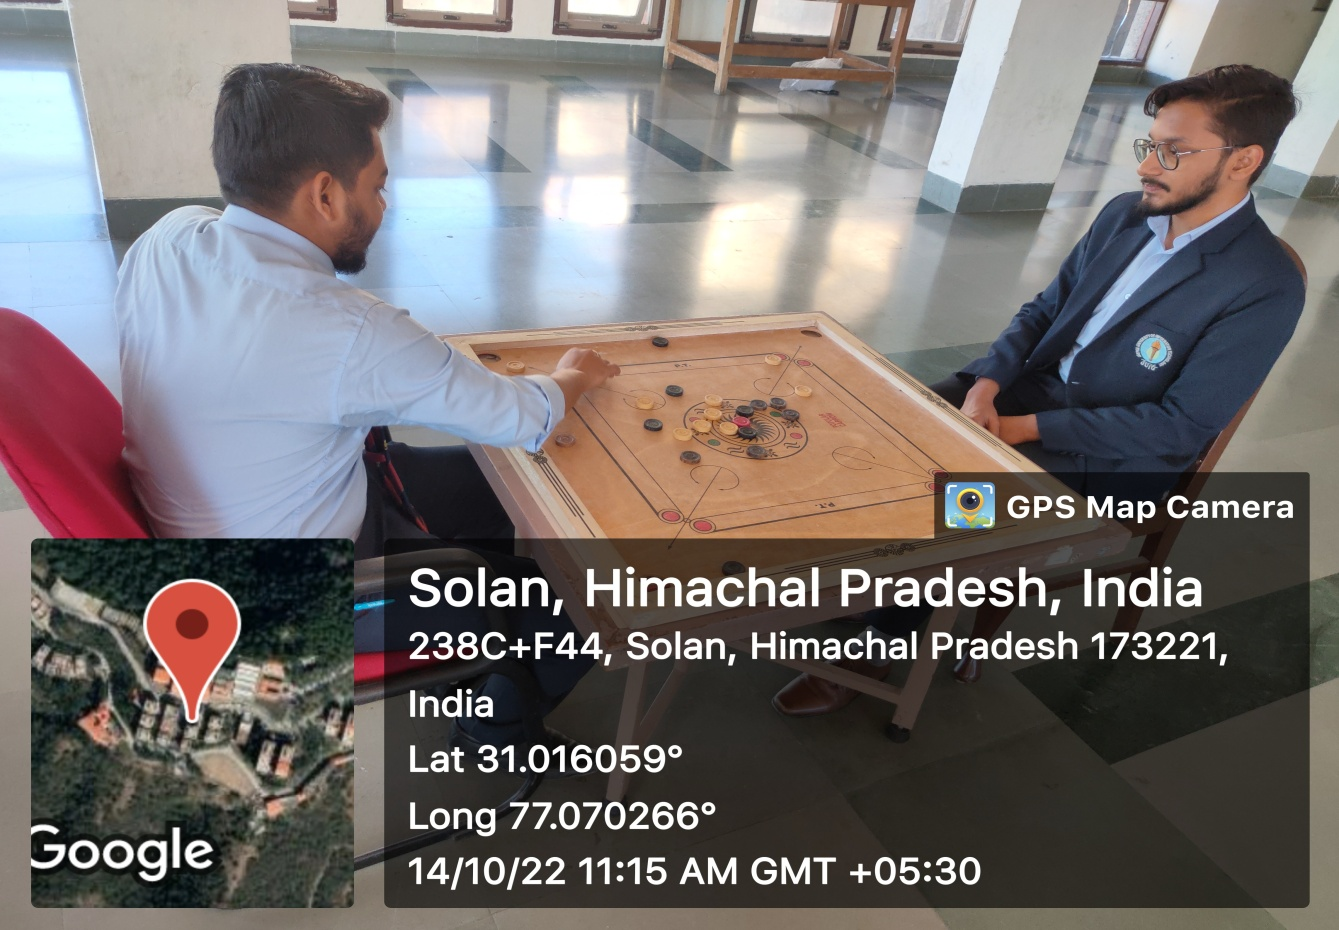 GPS Map Camera
Solan, Himachal Pradesh, India
238C+F44, Solan, Himachal Pradesh 173221,
India
Lat 31.016059°
Long 77.070266°
14/10/22 11:15 AM GMT +05:30
Google